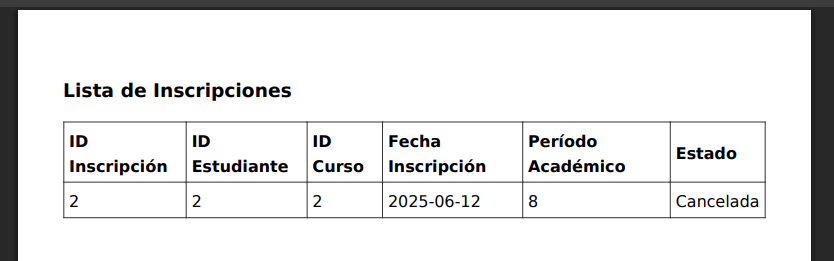 Lista de Inscripciones
ID Inscripción ID Estudiante ID Curso Fecha Inscripción Período Académico Estado
2 2 2 2025-06-12 8 Cancelada